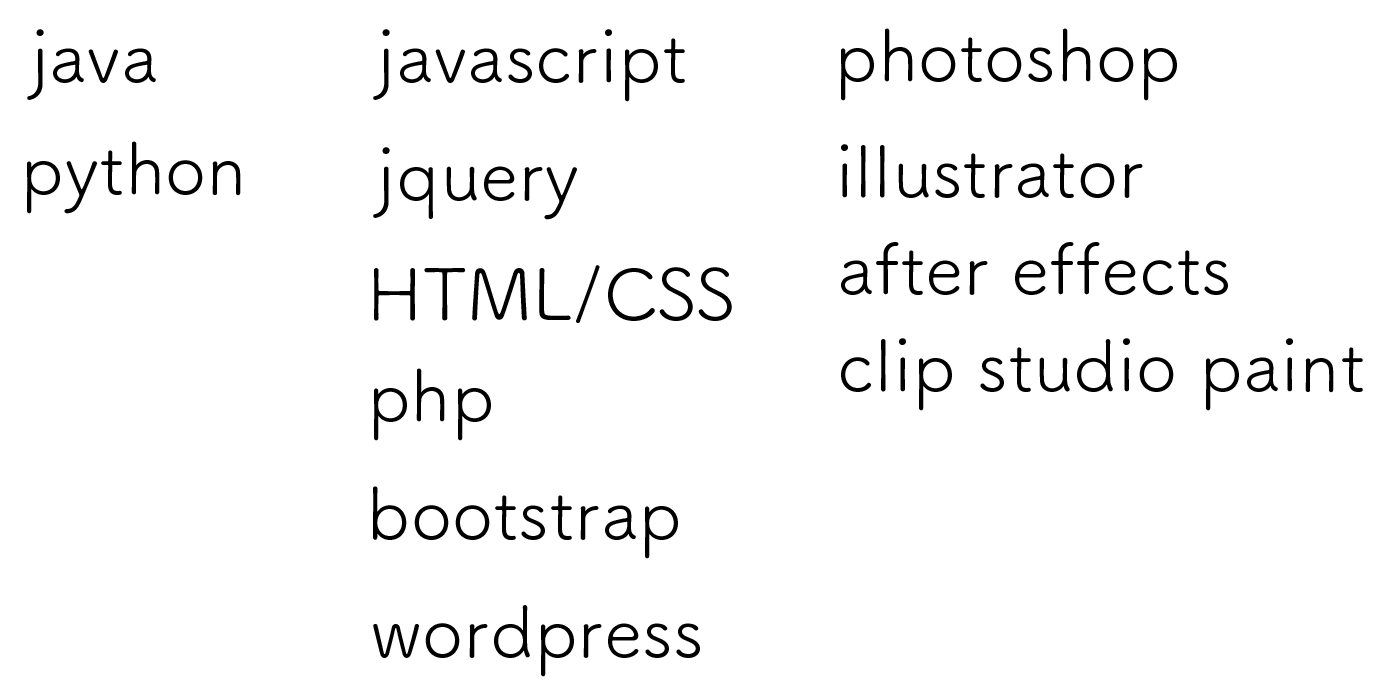 java
python
javascript
jquery
HTML/CSS
php
bootstrap
wordpress
photoshop
illustrator
after effects
clip studio paint